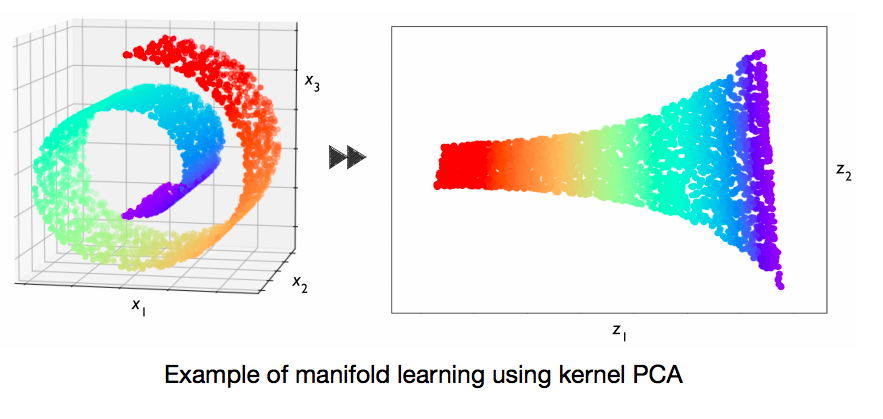 x₃
x₂
x₁
z₂
z₁
Example of manifold learning using kernel PCA